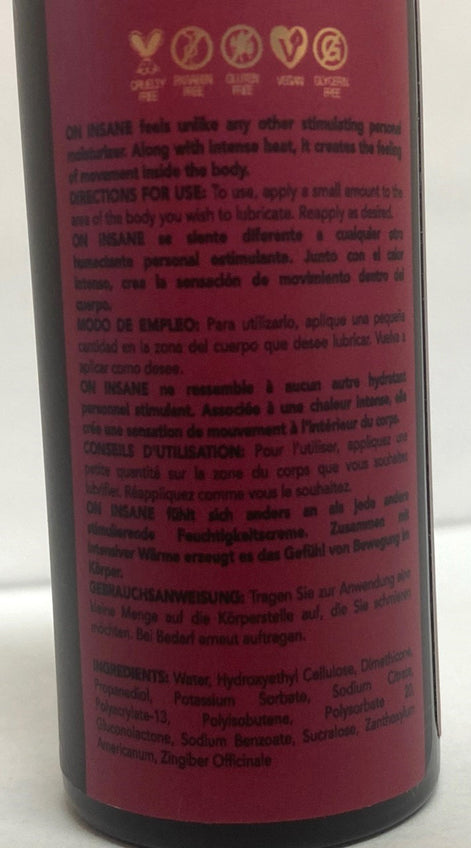 CRUELTY FREE
PARABEN FREE
GLUTEN FREE
VEGAN
GLYCERIN FREE
ON INSANE feels unlike any other stimulating personal
moisturizer. Along with intense heat, it creates the feeling
of movement inside the body.
DIRECTIONS FOR USE: To use, apply a small amount to the
area of the body you wish to lubricate. Reapply as desired.
ON INSANE se siente diferente a cualquier otro
humectante personal estimulante. Junto con el calor
intenso, crea la sensación de movimiento dentro del
cuerpo.
MODO DE EMPLEO: Para utilizarlo, aplique una pequeña
cantidad en la zona del cuerpo que desee lubricar. Vuelva a
aplicar como desee.
ON INSANE ne ressemble à aucun autre hydratant
personnel stimulant. Associée à une chaleur intense, elle
crée une sensation de mouvement à l'intérieur du corps.
CONSEILS D'UTILISATION: Pour l'utiliser, appliquez une
petite quantité sur la zone du corps que vous souhaitez
lubrifier. Réappliquez comme vous le souhaitez.
ON INSANE fühlt sich anders an als jede andere
stimulierende Feuchtigkeitscreme. Zusammen mit
intensiver Wärme erzeugt es das Gefühl von Bewegung in
Körper.
GEBRAUCHSANWEISUNG: Tragen Sie zur Anwendung eine
kleine Menge auf die Körperstelle auf, die Sie schmieren
möchten. Bei Bedarf erneut auftragen.
INGREDIENTS: Water, Hydroxyethyl Cellulose, Dimethicone,
Propanediol, Potassium Sorbate, Sodium Citrate,
Polyacrylate-13, Polyisobutene, Polysorbate 20,
Gluconolactone, Sodium Benzoate, Sucralose, Zanthoxylum
Americanum, Zingiber Officinale